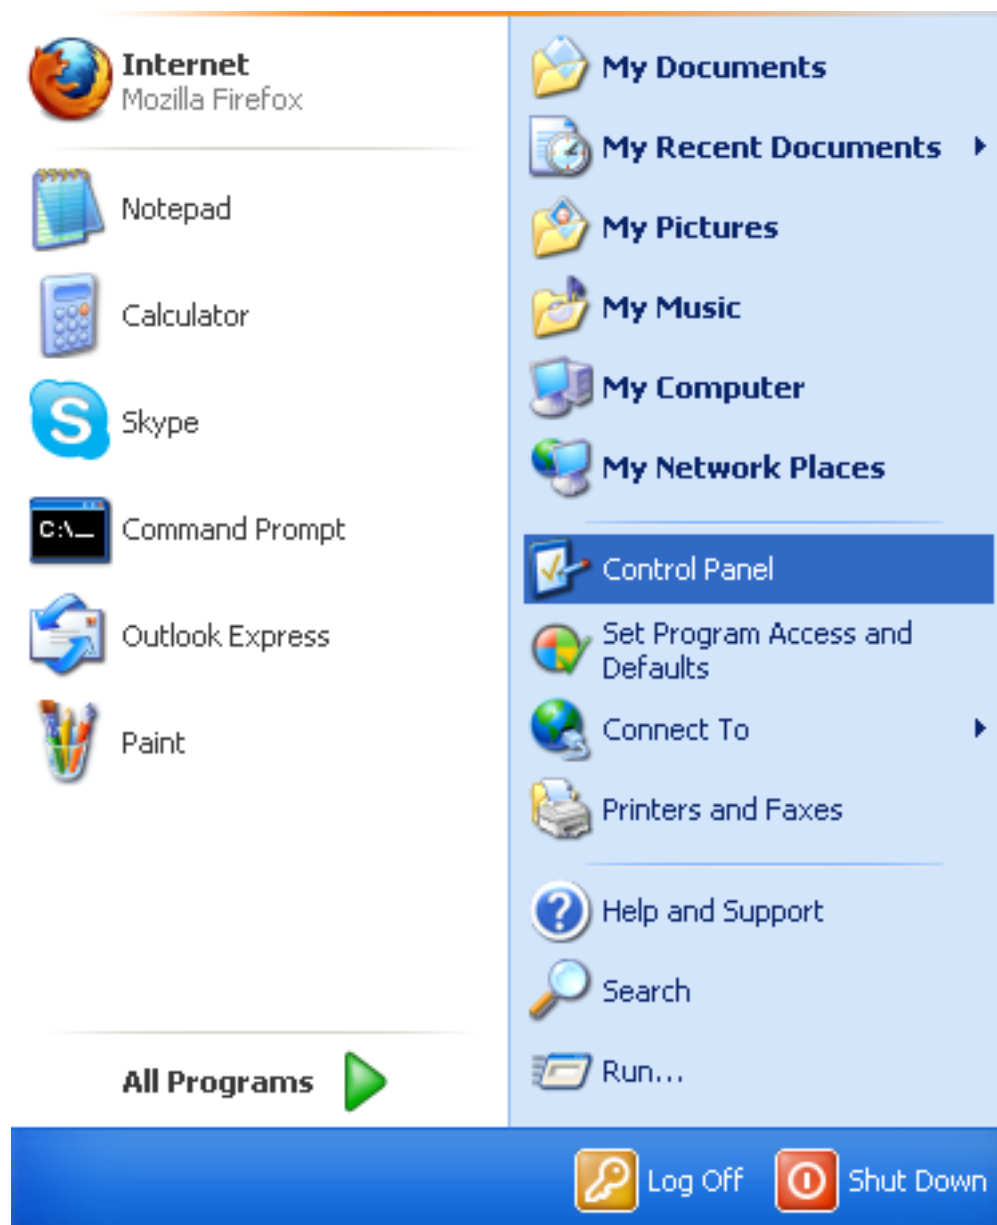 Internet
Mozilla Firefox
Notepad
Calculator
Skype
C:\_
Command Prompt
Outlook Express
Paint
All Programs
My Documents
My Recent Documents
My Pictures
My Music
My Computer
My Network Places
Control Panel
Set Program Access and
Defaults
Connect To
Printers and Faxes
Help and Support
Search
Run...
Log Off
Shut Down